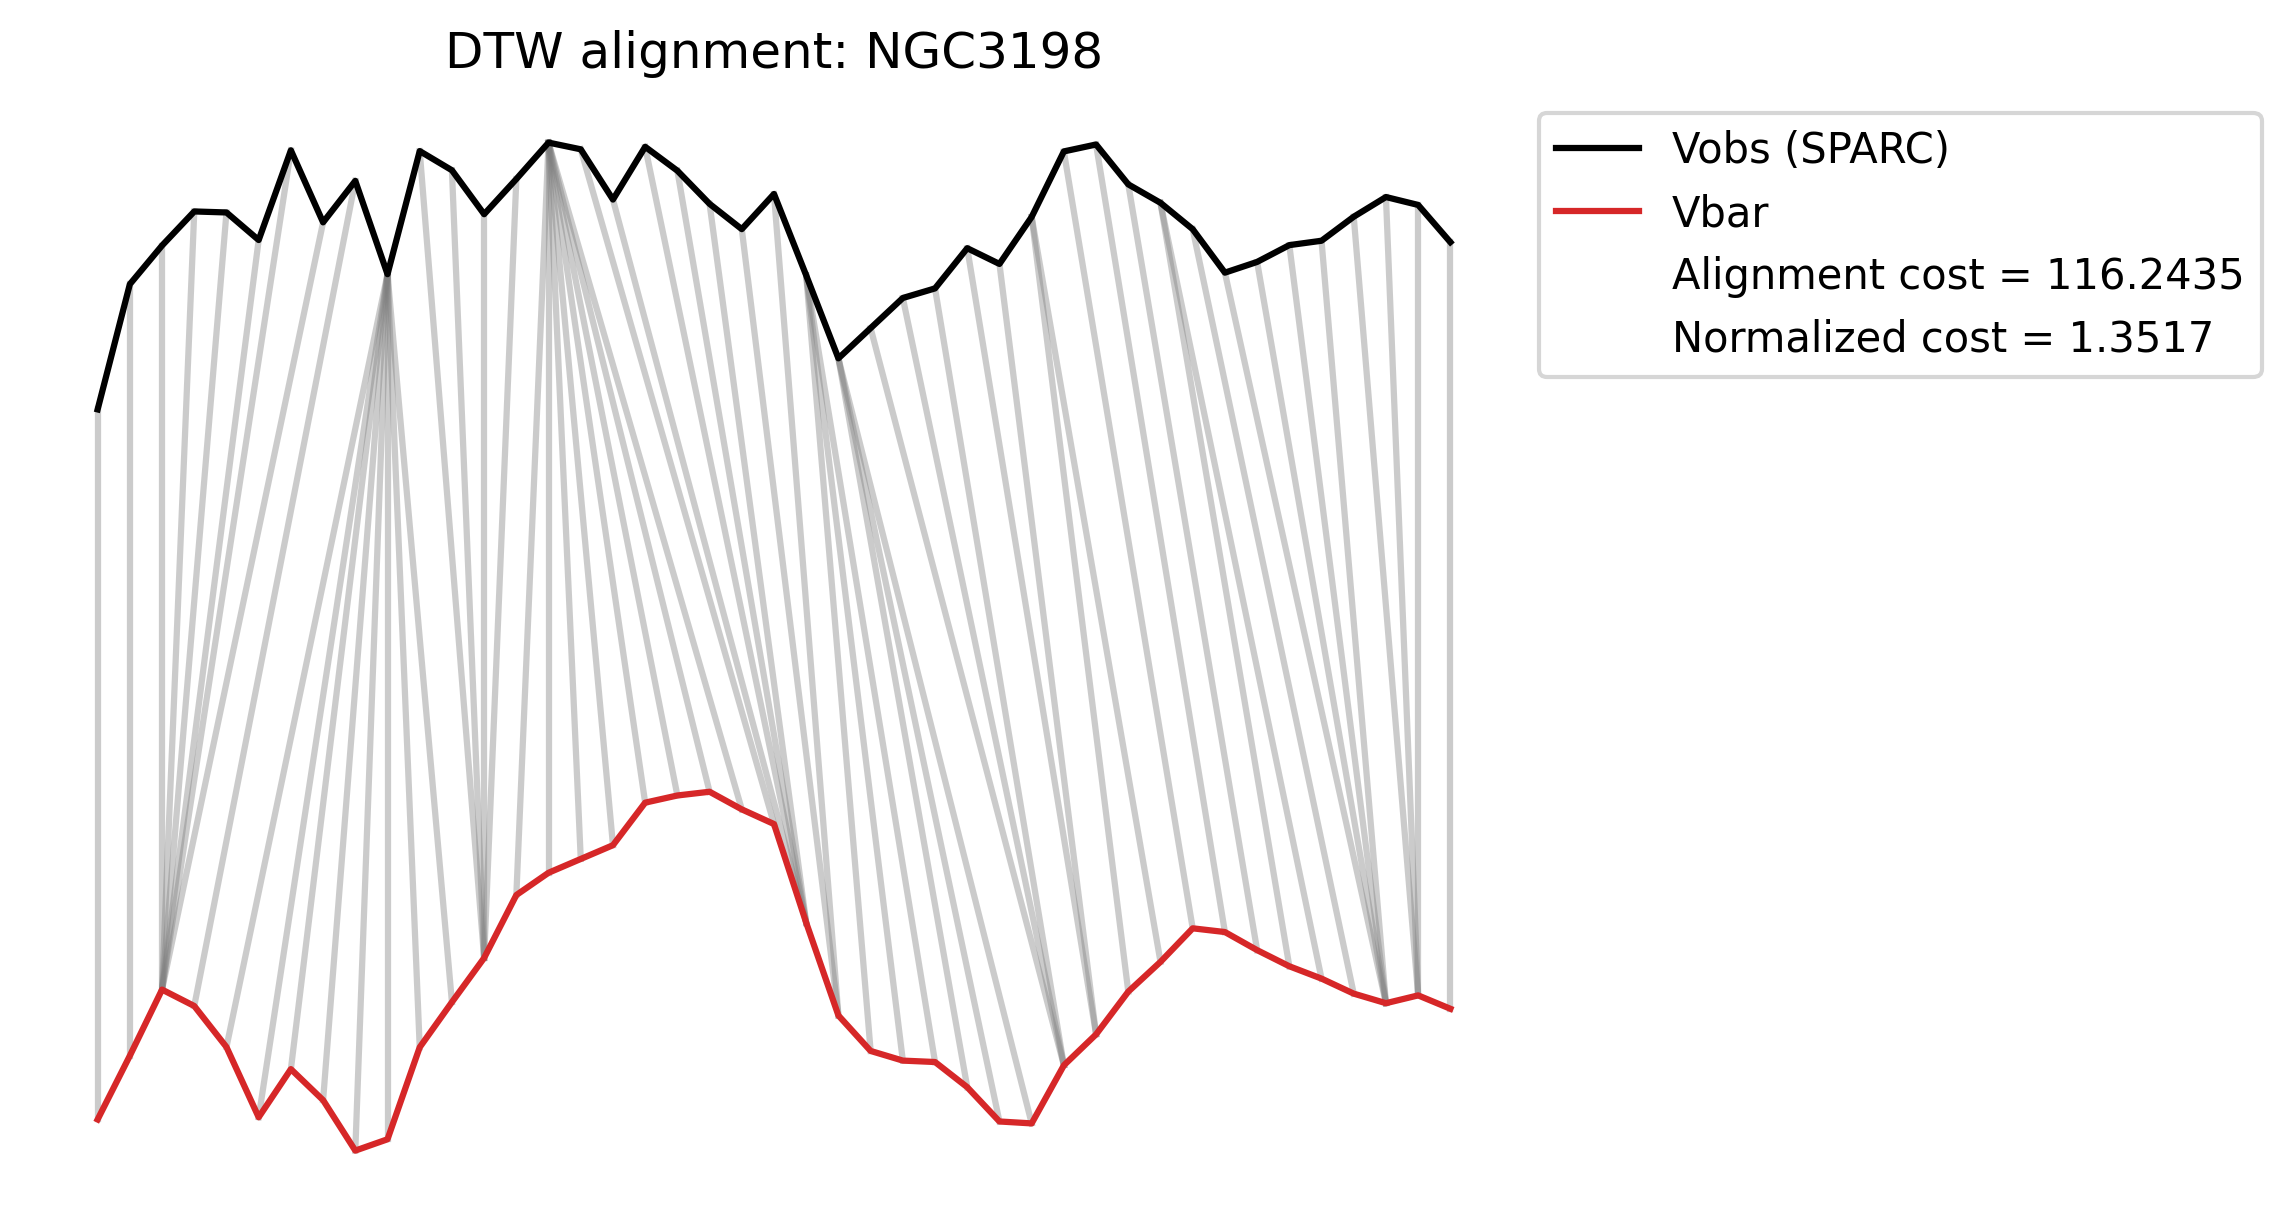 DTW alignment: NGC3198
Vobs (SPARC)
Vbar
Alignment cost = 116.2435
Normalized cost = 1.3517